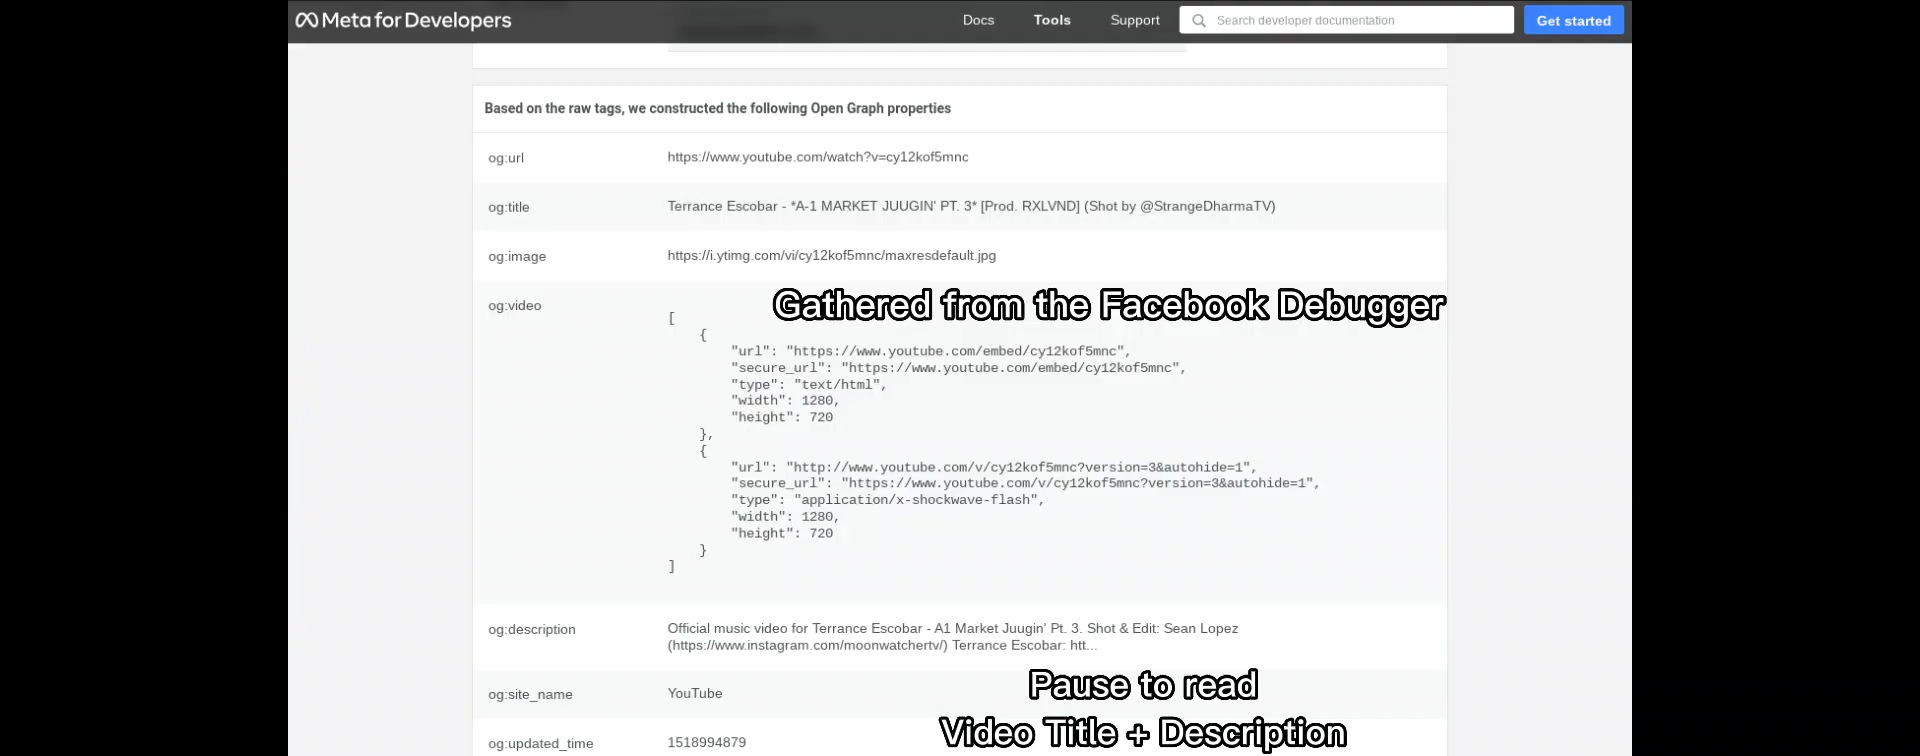 Meta for Developers
Docs Tools Support Search developer documentation Get started
Based on the raw tags, we constructed the following Open Graph properties
og:url https://www.youtube.com/watch?v=cy12kof5mnc
og:title Terrance Escobar - *A-1 MARKET JUUGIN' PT. 3* [Prod. RXLVND] (Shot by @StrangeDharmaTV)
og:image https://i.ytimg.com/vi/cy12kof5mnc/maxresdefault.jpg
og:video
Gathered from the Facebook Debugger
[
{
"url": "https://www.youtube.com/embed/cy12kof5mnc",
"secure_url": "https://www.youtube.com/embed/cy12kof5mnc",
"type": "text/html",
"width": 1280,
"height": 720
},
{
"url": "http://www.youtube.com/v/cy12kof5mnc?version=3&autohide=1",
"secure_url": "https://www.youtube.com/v/cy12kof5mnc?version=3&autohide=1",
"type": "application/x-shockwave-flash",
"width": 1280,
"height": 720
}
]
og:description Official music video for Terrance Escobar - A1 Market Juugin' Pt. 3. Shot & Edit: Sean Lopez
(https://www.instagram.com/moonwatchertv/) Terrance Escobar: htt...
og:site_name YouTube
Pause to read
Video Title + Description
og:updated_time 1518994879